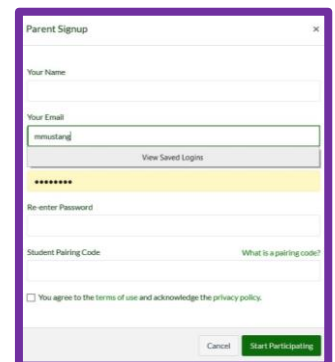 Parent Signup ×
Your Name
Your Email
mmustang
View Saved Logins
••••••••
Re-enter Password
Student Pairing Code What is a pairing code?
You agree to the terms of use and acknowledge the privacy policy.
Cancel Start Participating